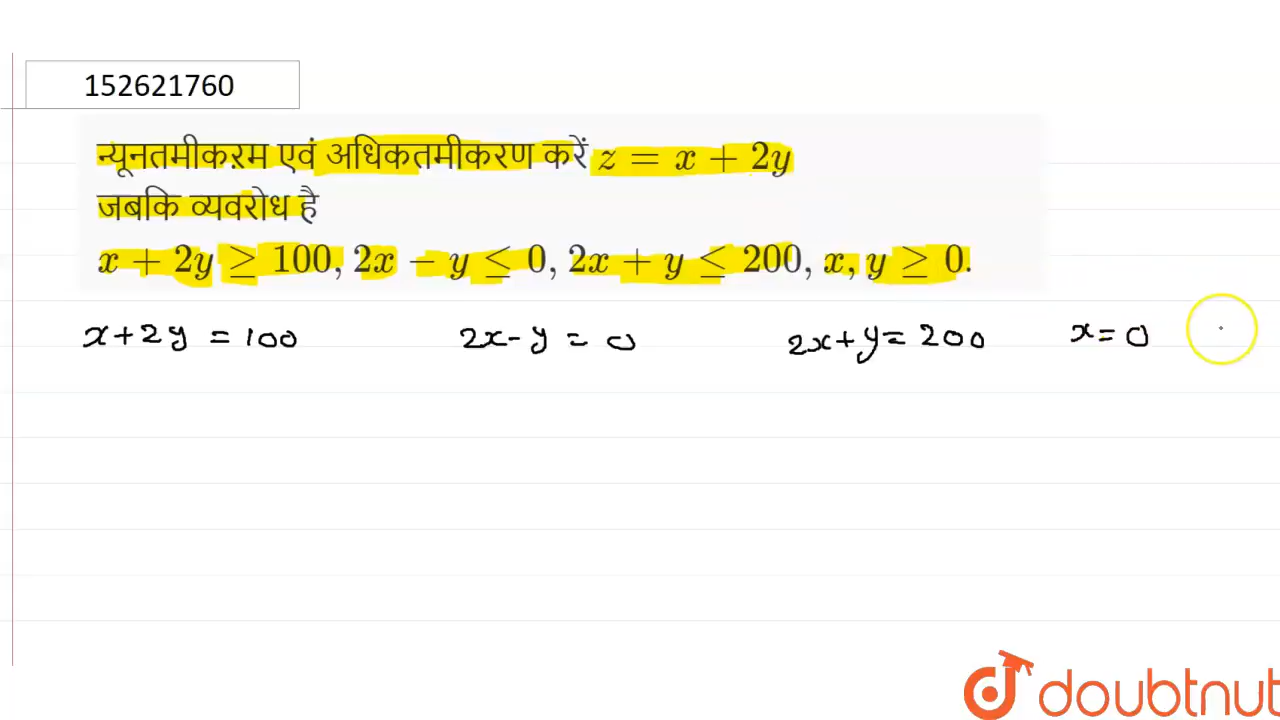 152621760
न्यूनतमीकरम एवं अधिकतमीकरण करें z = x + 2y
जबकि व्यवरोध है
x + 2y ≥ 100, 2x − y ≤ 0, 2x + y ≤ 200, x, y ≥ 0.
x+2y = 100 2x-y = 0 2x+y= 200 x= 0
doubtnut